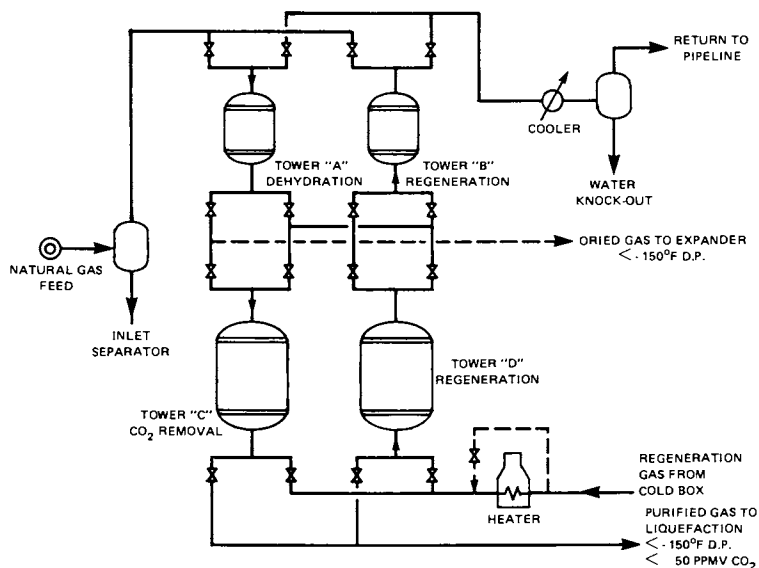 RETURN TO
PIPELINE
COOLER
TOWER "A"
DEHYDRATION
TOWER "B"
REGENERATION
WATER
KNOCK-OUT
NATURAL GAS
FEED
ORIED GAS TO EXPANDER
< - 150°F D.P.
INLET
SEPARATOR
TOWER "D"
REGENERATION
TOWER "C"
CO2 REMOVAL
REGENERATION
GAS FROM
COLD BOX
HEATER
PURIFIED GAS TO
LIQUEFACTION
< - 150°F D.P.
< 50 PPMV CO2